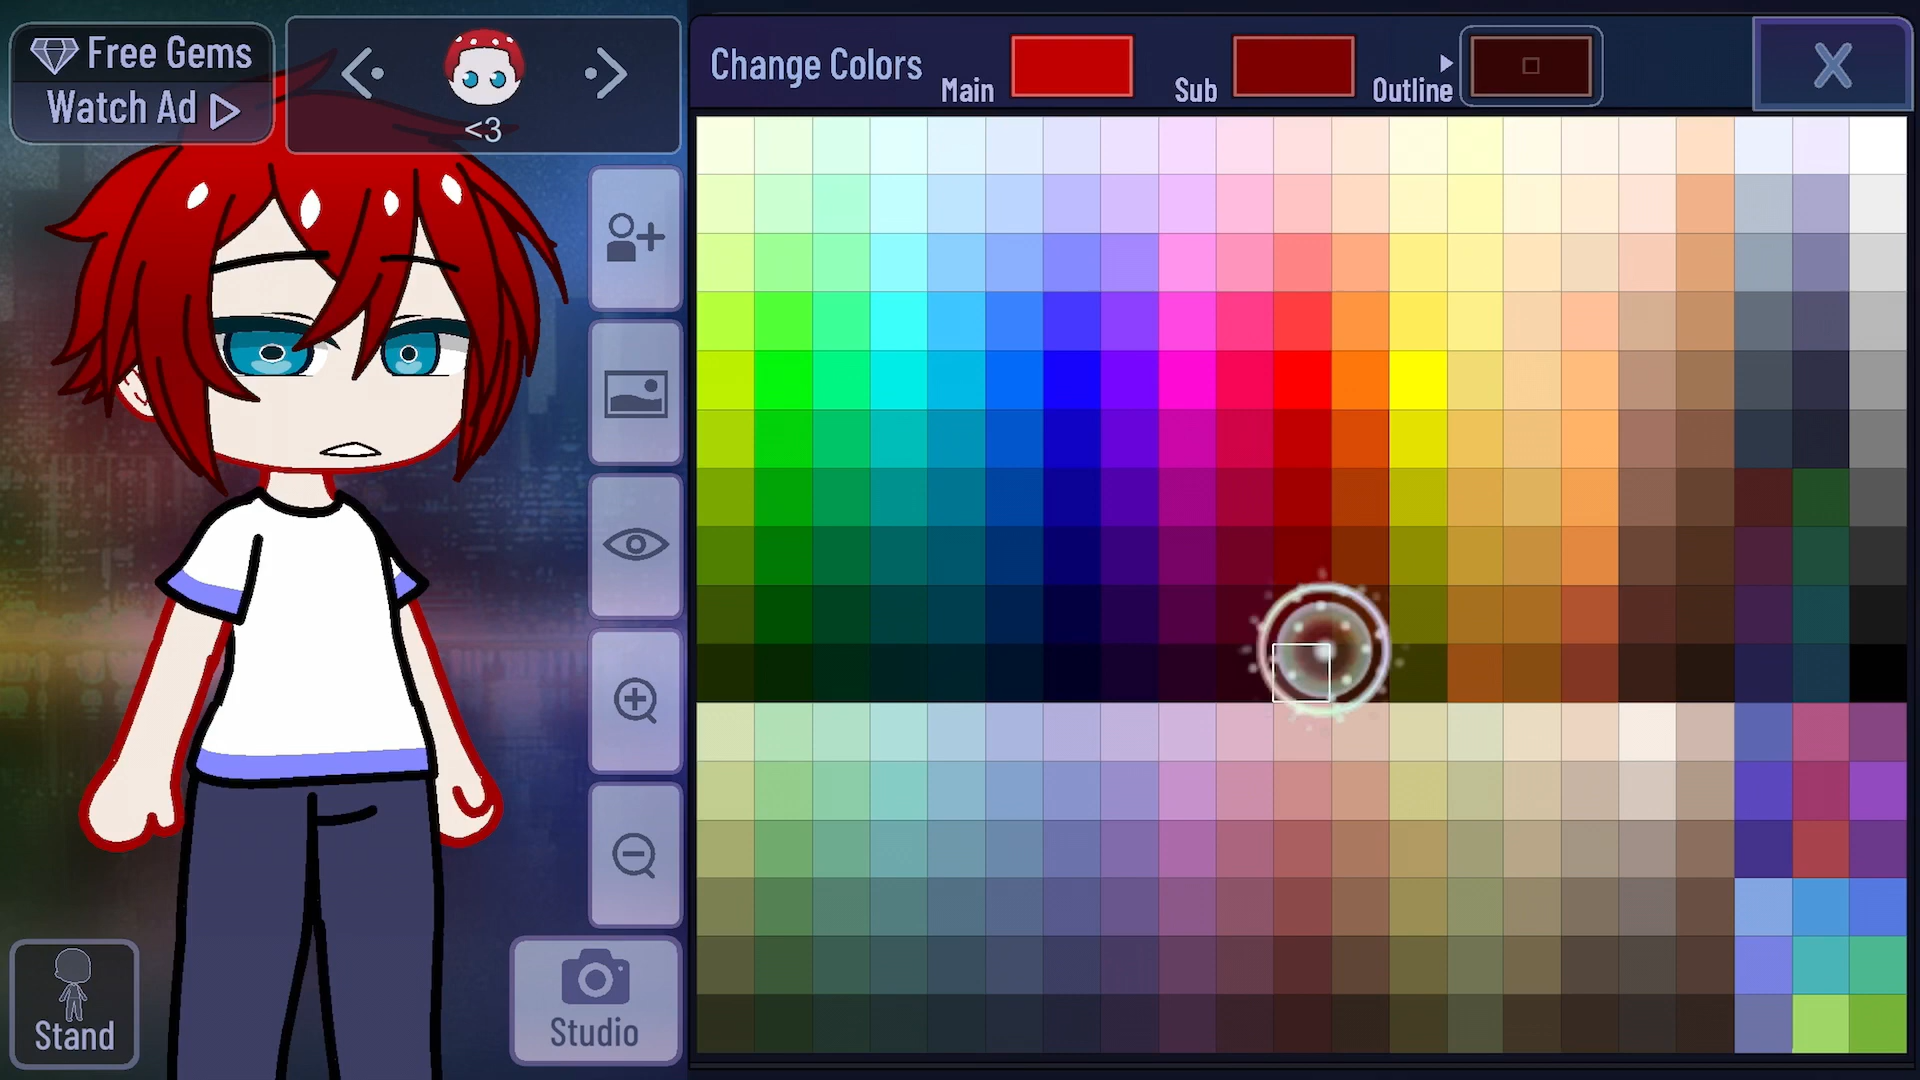 Free Gems
Watch Ad
<3
Change Colors
Main
Sub
Outline
X
Studio
Stand